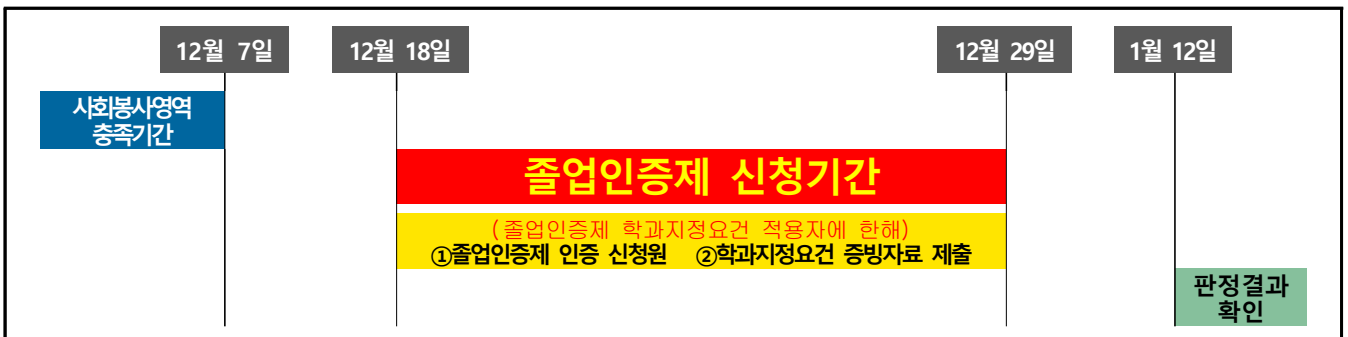 12월 7일
12월 18일
12월 29일
1월 12일
사회봉사영역
충족기간
졸업인증제 신청기간
(졸업인증제 학과지정요건 적용자에 한해)
①졸업인증제 인증 신청원 ②학과지정요건 증빙자료 제출
판정결과
확인